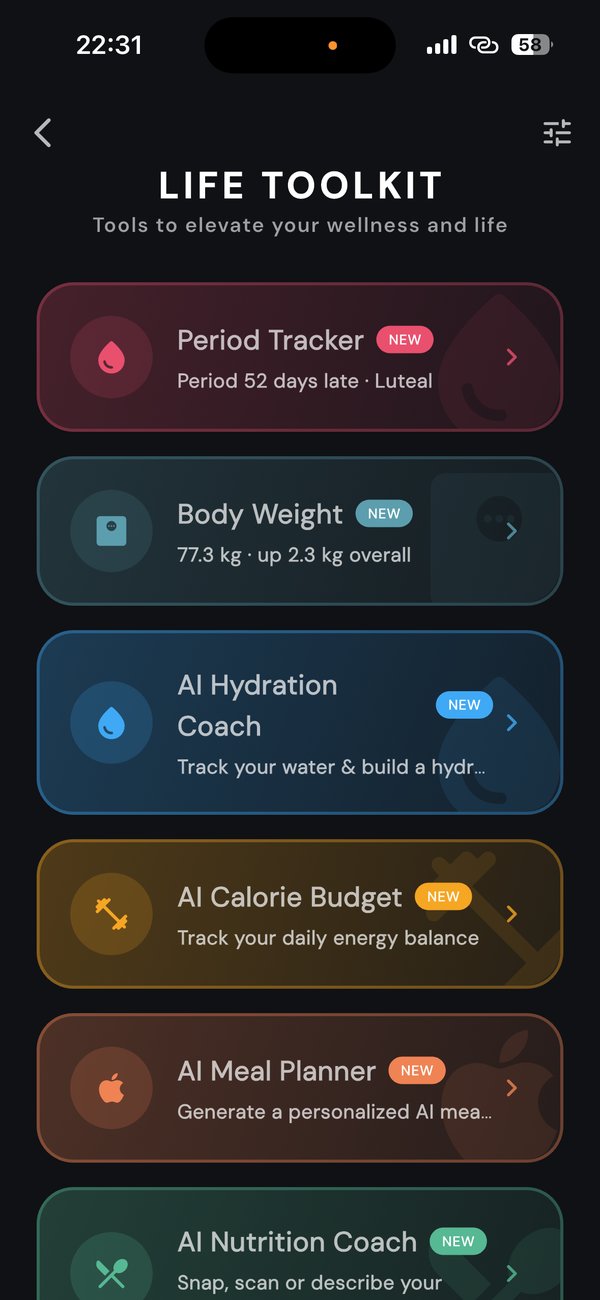 22:31
58
LIFE TOOLKIT
Tools to elevate your wellness and life
Period Tracker NEW
Period 52 days late · Luteal
Body Weight NEW
77.3 kg · up 2.3 kg overall
AI Hydration
Coach
NEW
Track your water & build a hydr...
AI Calorie Budget NEW
Track your daily energy balance
AI Meal Planner NEW
Generate a personalized AI mea...
AI Nutrition Coach NEW
Snap, scan or describe your